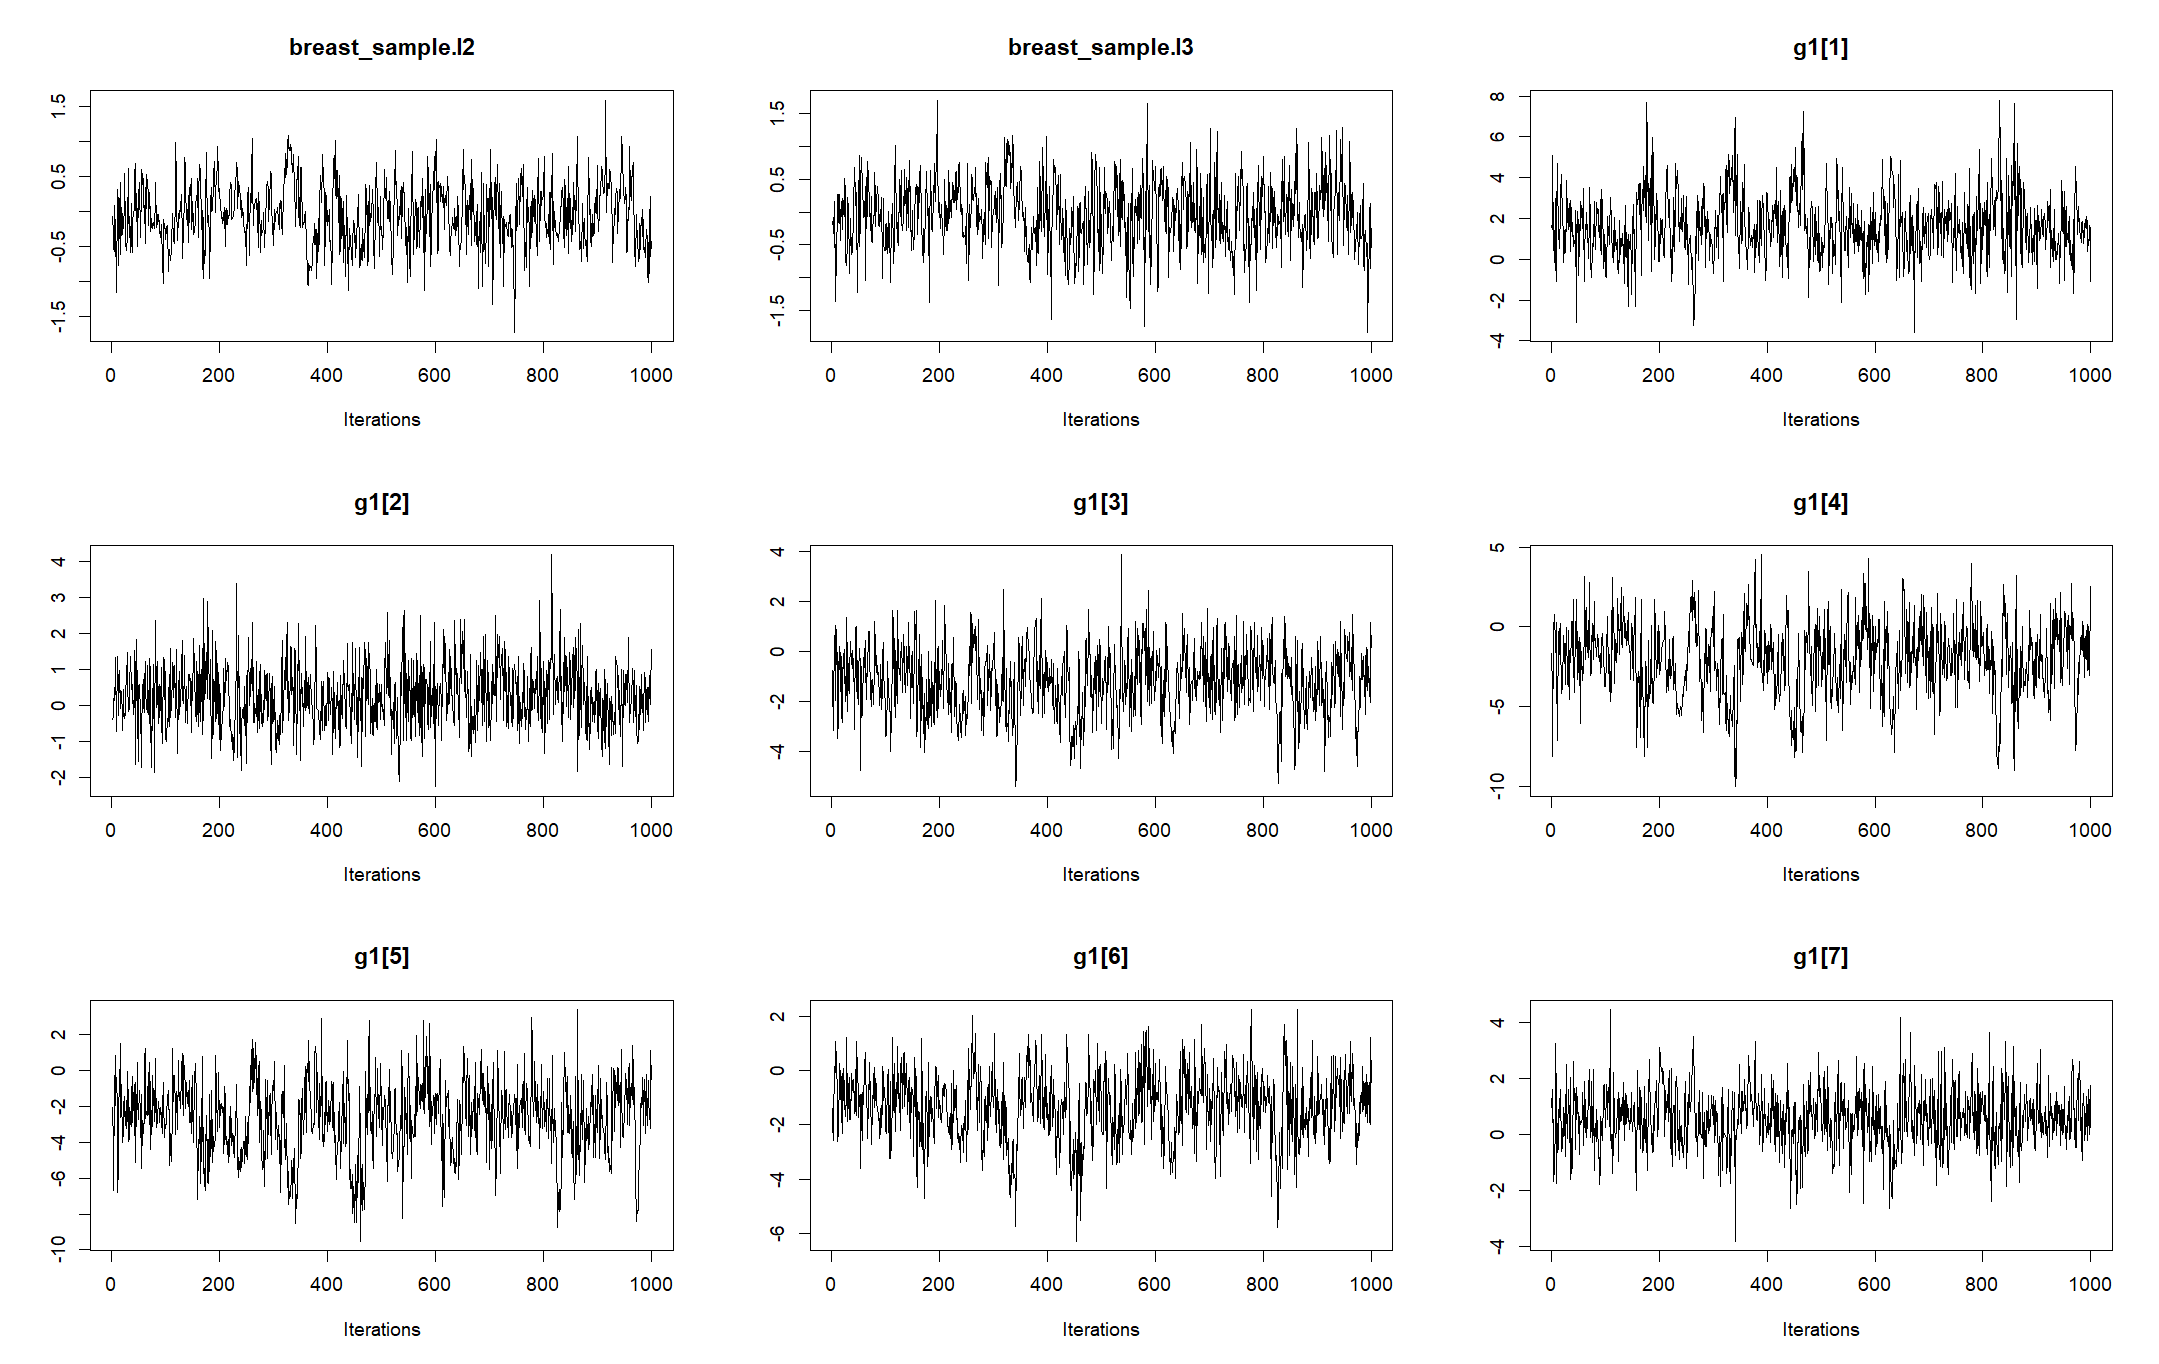 breast_sample.l2 breast_sample.l3 g1[1]
1.5 0.5 -0.5 -1.5 1.5 0.5 -0.5 -1.5 8 6 4 2 0 -2 -4
0 200 400 600 800 1000 0 200 400 600 800 1000 0 200 400 600 800 1000
Iterations Iterations Iterations
g1[2] g1[3] g1[4]
4 3 2 1 0 -1 -2 4 2 0 -2 -4 5 0 -5 -10
0 200 400 600 800 1000 0 200 400 600 800 1000 0 200 400 600 800 1000
Iterations Iterations Iterations
g1[5] g1[6] g1[7]
2 0 -2 -4 -6 -10 2 0 -2 -4 -6 4 2 0 -2 -4
0 200 400 600 800 1000 0 200 400 600 800 1000 0 200 400 600 800 1000
Iterations Iterations Iterations